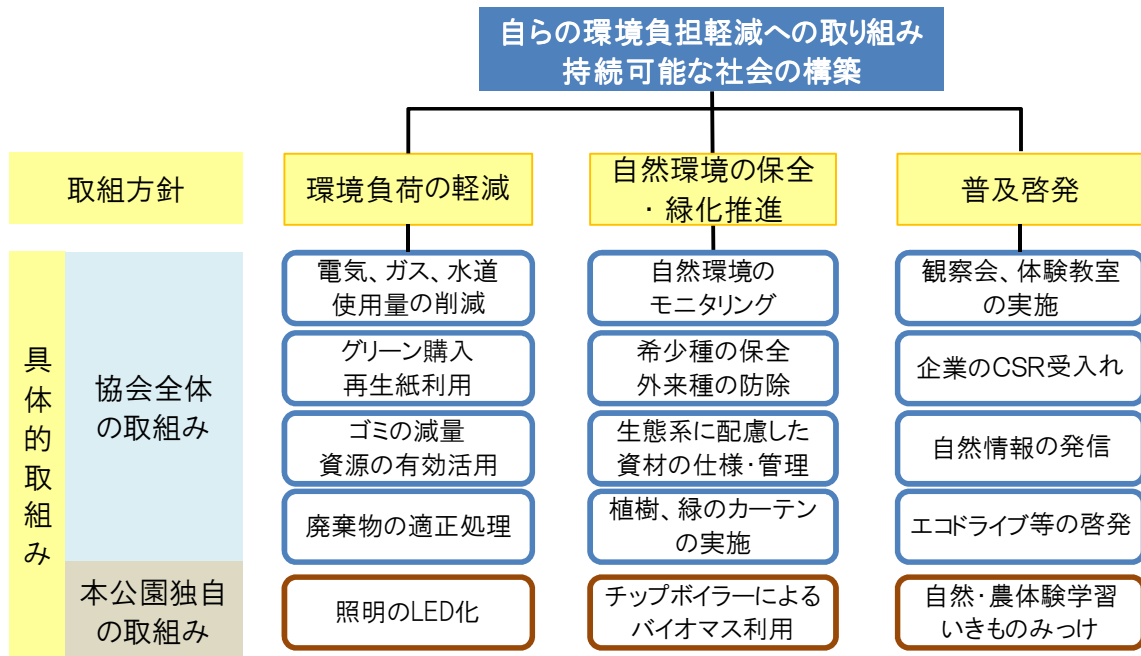 自らの環境負担軽減への取り組み
持続可能な社会の構築
取組方針
環境負荷の軽減
自然環境の保全
・緑化推進
普及啓発
具体的取組み
協会全体
の取組み
電気、ガス、水道
使用量の削減
自然環境の
モニタリング
観察会、体験教室
の実施
グリーン購入
再生紙利用
希少種の保全
外来種の防除
企業のCSR受入れ
ゴミの減量
資源の有効活用
生態系に配慮した
資材の仕様・管理
自然情報の発信
廃棄物の適正処理
植樹、緑のカーテン
の実施
エコドライブ等の啓発
本公園独自
の取組み
照明のLED化
チップボイラーによる
バイオマス利用
自然・農体験学習
いきものみっけ